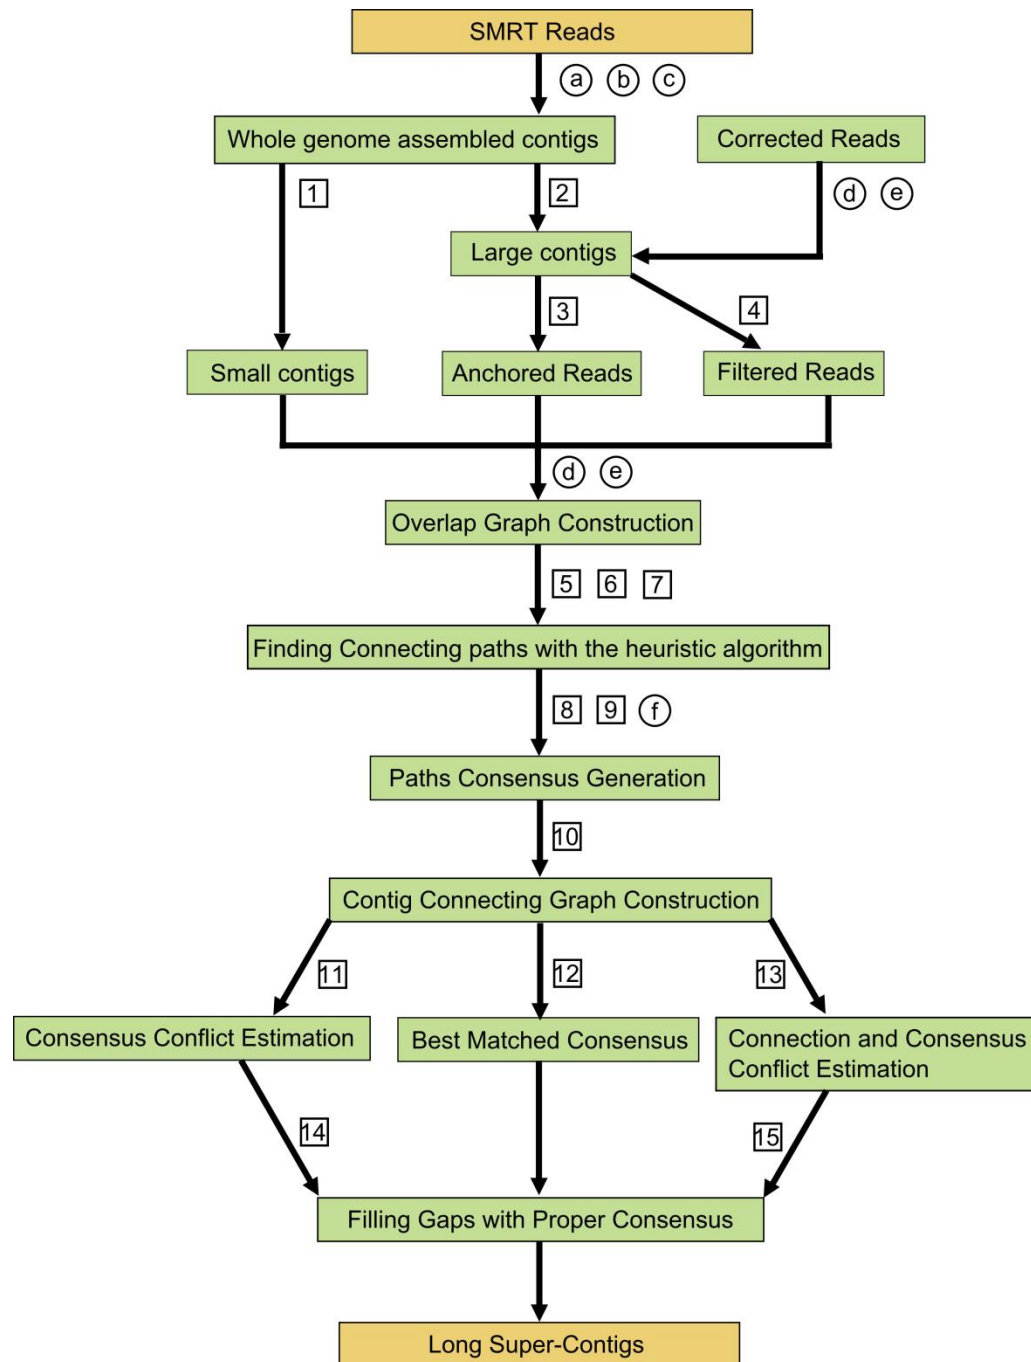 SMRT Reads
a b c
Whole genome assembled contigs
Corrected Reads
1
2
d e
Large contigs
3
4
Small contigs
Anchored Reads
Filtered Reads
d e
Overlap Graph Construction
5 6 7
Finding Connecting paths with the heuristic algorithm
8 9 f
Paths Consensus Generation
10
Contig Connecting Graph Construction
11
12
13
Consensus Conflict Estimation
Best Matched Consensus
Connection and Consensus
Conflict Estimation
14
15
Filling Gaps with Proper Consensus
Long Super-Contigs